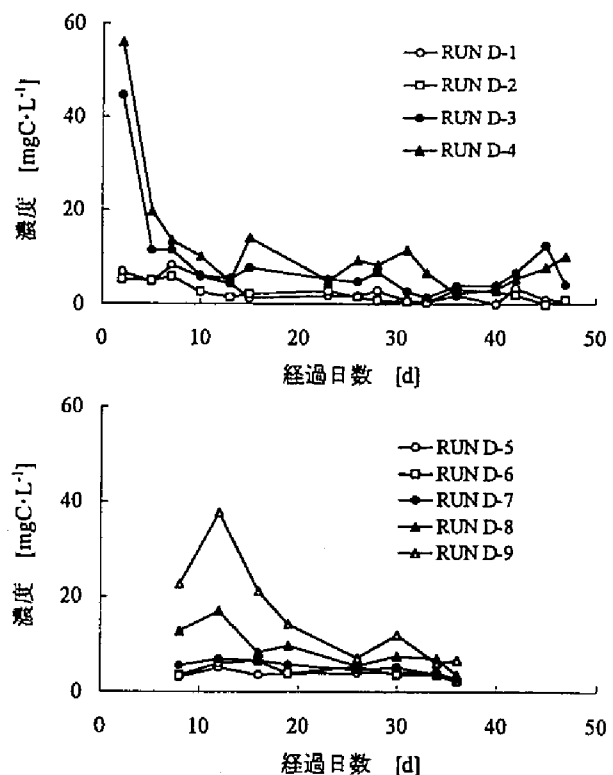 60
40
20
0
濃度 [mgC·L⁻¹]
RUN D-1
RUN D-2
RUN D-3
RUN D-4
0 10 20 30 40 50
経過日数 [d]
60
40
20
0
濃度 [mgC·L⁻¹]
RUN D-5
RUN D-6
RUN D-7
RUN D-8
RUN D-9
0 10 20 30 40 50
経過日数 [d]